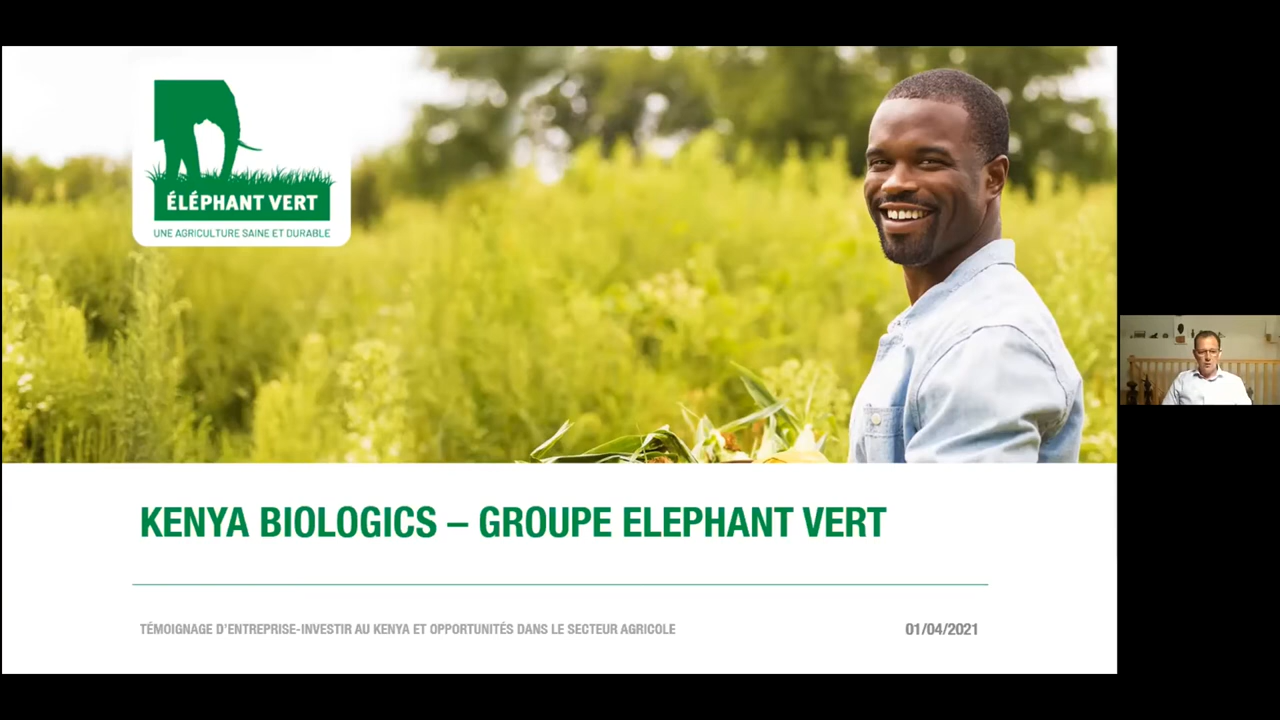 ÉLÉPHANT VERT
UNE AGRICULTURE SAINE ET DURABLE
KENYA BIOLOGICS – GROUPE ELEPHANT VERT
TÉMOIGNAGE D'ENTREPRISE-INVESTIR AU KENYA ET OPPORTUNITÉS DANS LE SECTEUR AGRICOLE
01/04/2021